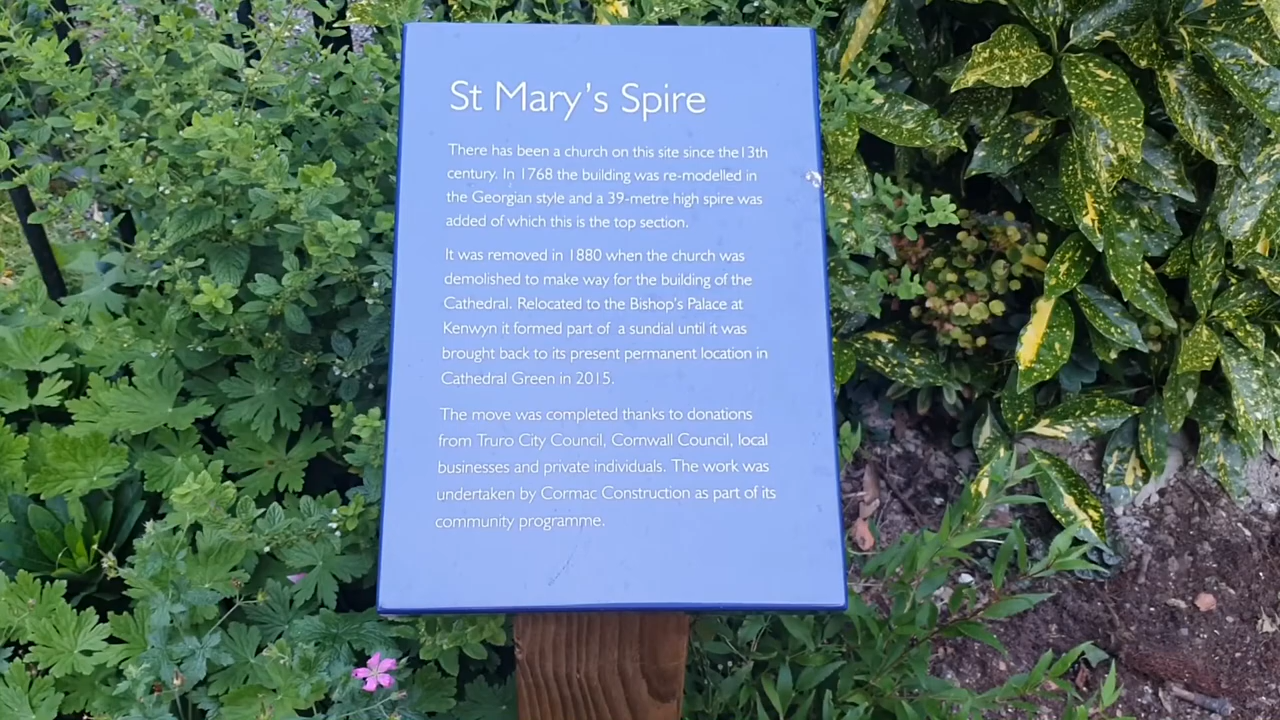 St Mary's Spire
There has been a church on this site since the13th
century. In 1768 the building was re-modelled in
the Georgian style and a 39-metre high spire was
added of which this is the top section.
It was removed in 1880 when the church was
demolished to make way for the building of the
Cathedral. Relocated to the Bishop's Palace at
Kenwyn it formed part of a sundial until it was
brought back to its present permanent location in
Cathedral Green in 2015.
The move was completed thanks to donations
from Truro City Council, Cornwall Council, local
businesses and private individuals. The work was
undertaken by Cormac Construction as part of its
community programme.